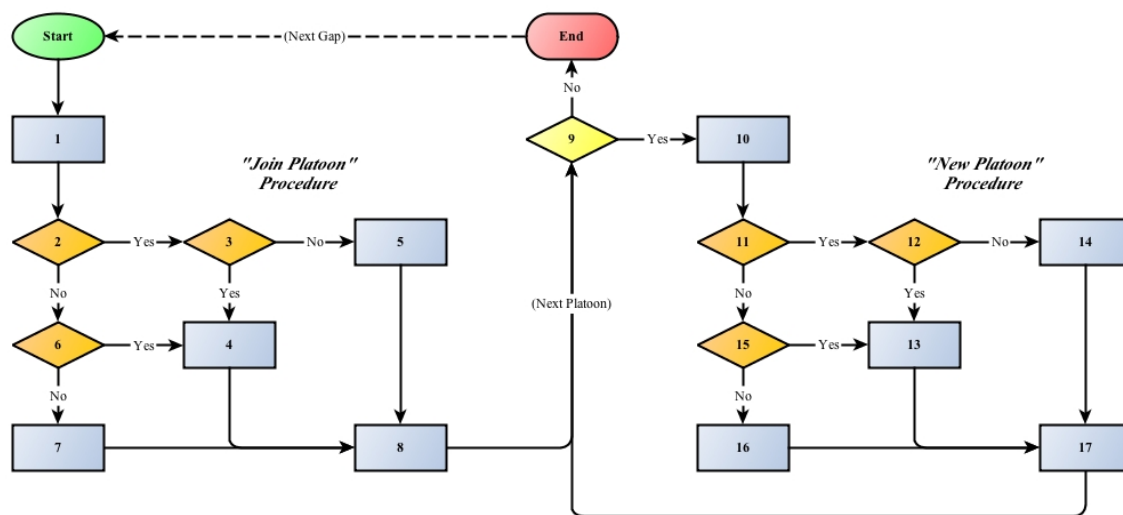 Start
(Next Gap)
End
No
1
9
Yes
10
"Join Platoon"
Procedure
"New Platoon"
Procedure
2
Yes
3
No
5
11
Yes
12
No
14
No
Yes
(Next Platoon)
No
Yes
6
Yes
4
15
Yes
13
No
No
7
8
16
17